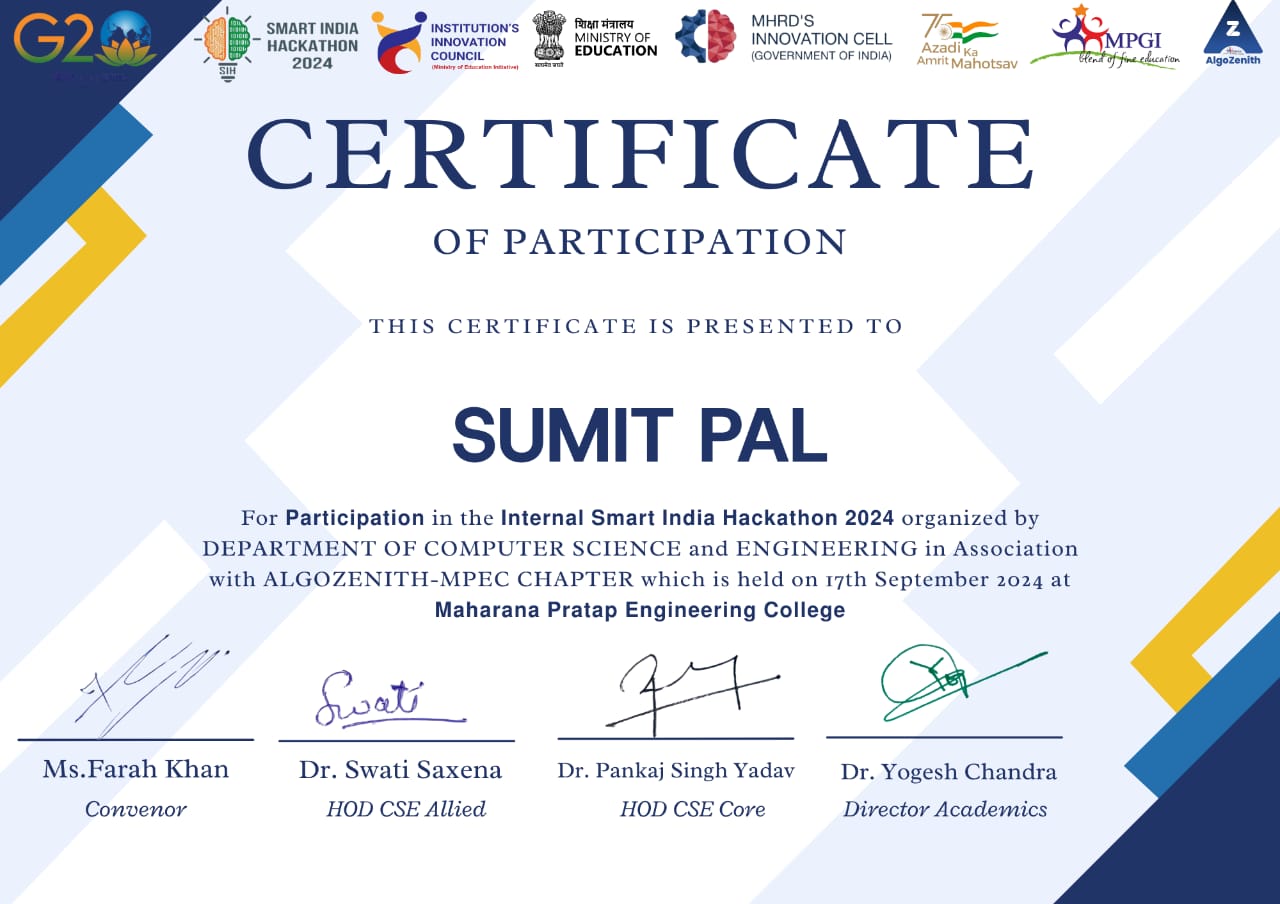 G20
SMART INDIA
HACKATHON
2024
SIH
INSTITUTION'S
INNOVATION
COUNCIL
(Ministry of Education Initiative)
सत्यमेव जयते
शिक्षा मंत्रालय
MINISTRY OF
EDUCATION
MHRD'S
INNOVATION CELL
(GOVERNMENT OF INDIA)
75
Azadi Ka
Amrit Mahotsav
MPGI
blend of fine education
Z
AlgoZenith
CERTIFICATE
OF PARTICIPATION
THIS CERTIFICATE IS PRESENTED TO
SUMIT PAL
For Participation in the Internal Smart India Hackathon 2024 organized by
DEPARTMENT OF COMPUTER SCIENCE and ENGINEERING in Association
with ALGOZENITH-MPEC CHAPTER which is held on 17th September 2024 at
Maharana Pratap Engineering College
Swati
Ms.Farah Khan
Convenor
Dr. Swati Saxena
HOD CSE Allied
Dr. Pankaj Singh Yadav
HOD CSE Core
Dr. Yogesh Chandra
Director Academics